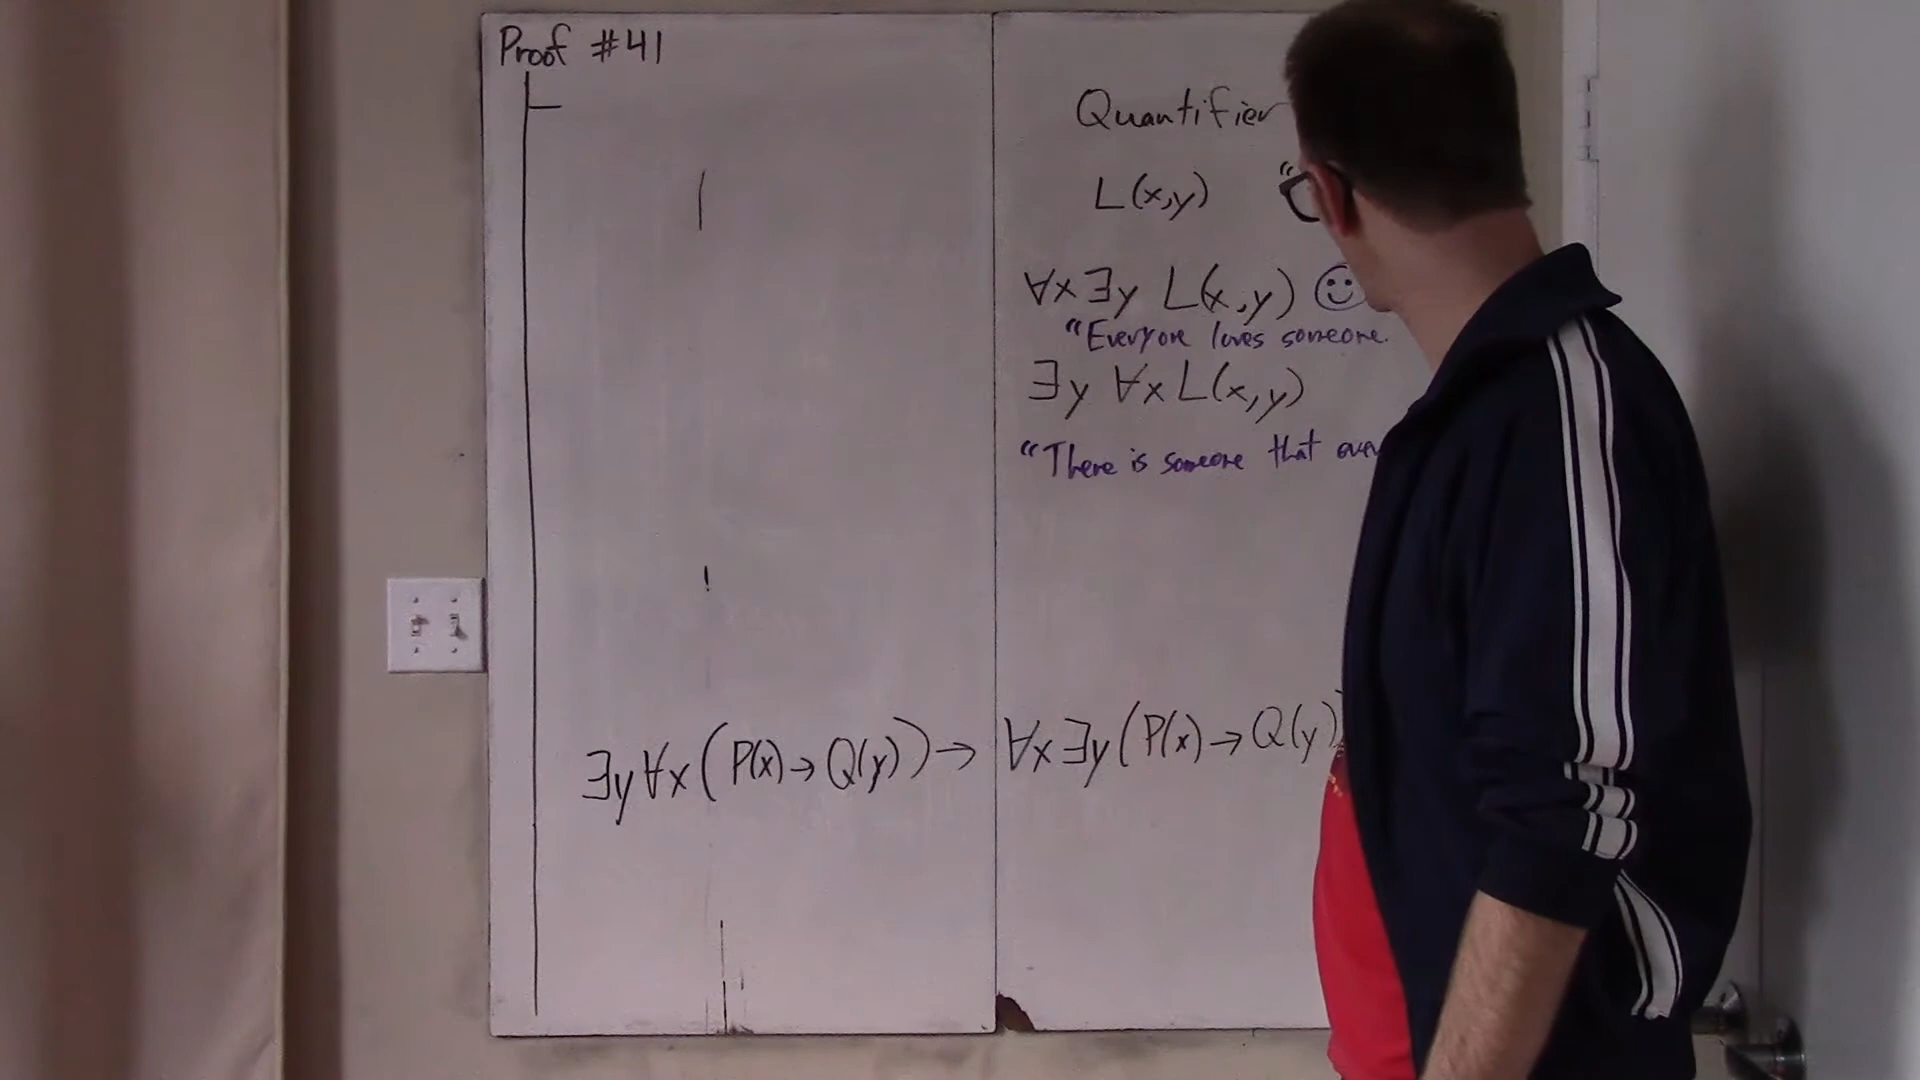 Proof #41
Quantifier
L(x,y) "
∀x∃y L(x,y) ☺
"Everyone loves someone.
∃y ∀x L(x,y)
"There is someone that
∃y∀x(P(x)→Q(y))→ ∀x∃y(P(x)→Q(y)